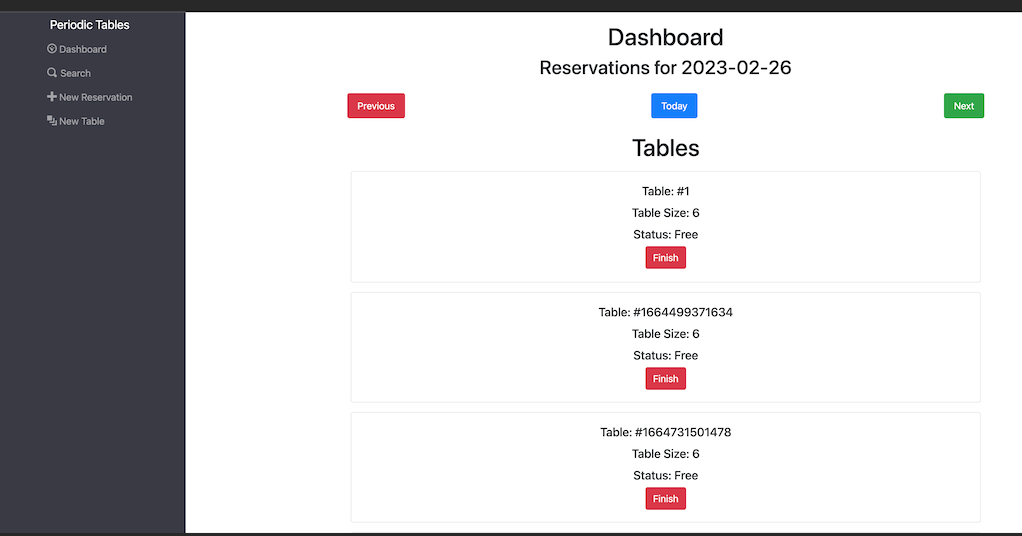 Periodic Tables
Dashboard
Search
New Reservation
New Table
Dashboard
Reservations for 2023-02-26
Previous
Today
Next
Tables
Table: #1
Table Size: 6
Status: Free
Finish
Table: #1664499371634
Table Size: 6
Status: Free
Finish
Table: #1664731501478
Table Size: 6
Status: Free
Finish